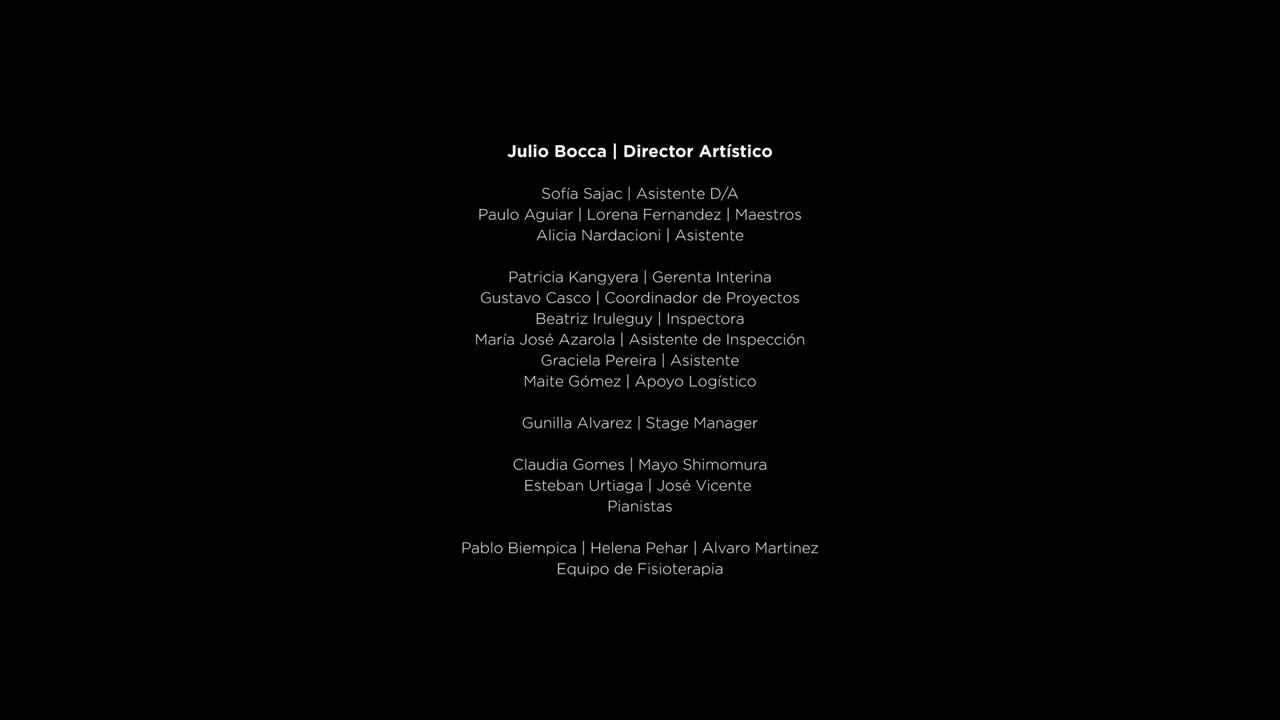 Julio Bocca | Director Artístico
Sofía Sajac | Asistente D/A
Paulo Aguiar | Lorena Fernandez | Maestros
Alicia Nardacioni | Asistente
Patricia Kangyera | Gerenta Interina
Gustavo Casco | Coordinador de Proyectos
Beatriz Iruleguy | Inspectora
María José Azarola | Asistente de Inspección
Graciela Pereira | Asistente
Maite Gómez | Apoyo Logístico
Gunilla Alvarez | Stage Manager
Claudia Gomes | Mayo Shimomura
Esteban Urtiaga | José Vicente
Pianistas
Pablo Biempica | Helena Pehar | Alvaro Martinez
Equipo de Fisioterapia